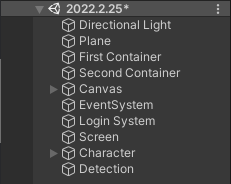 2022.2.25*
Directional Light
Plane
First Container
Second Container
Canvas
EventSystem
Login System
Screen
Character
Detection